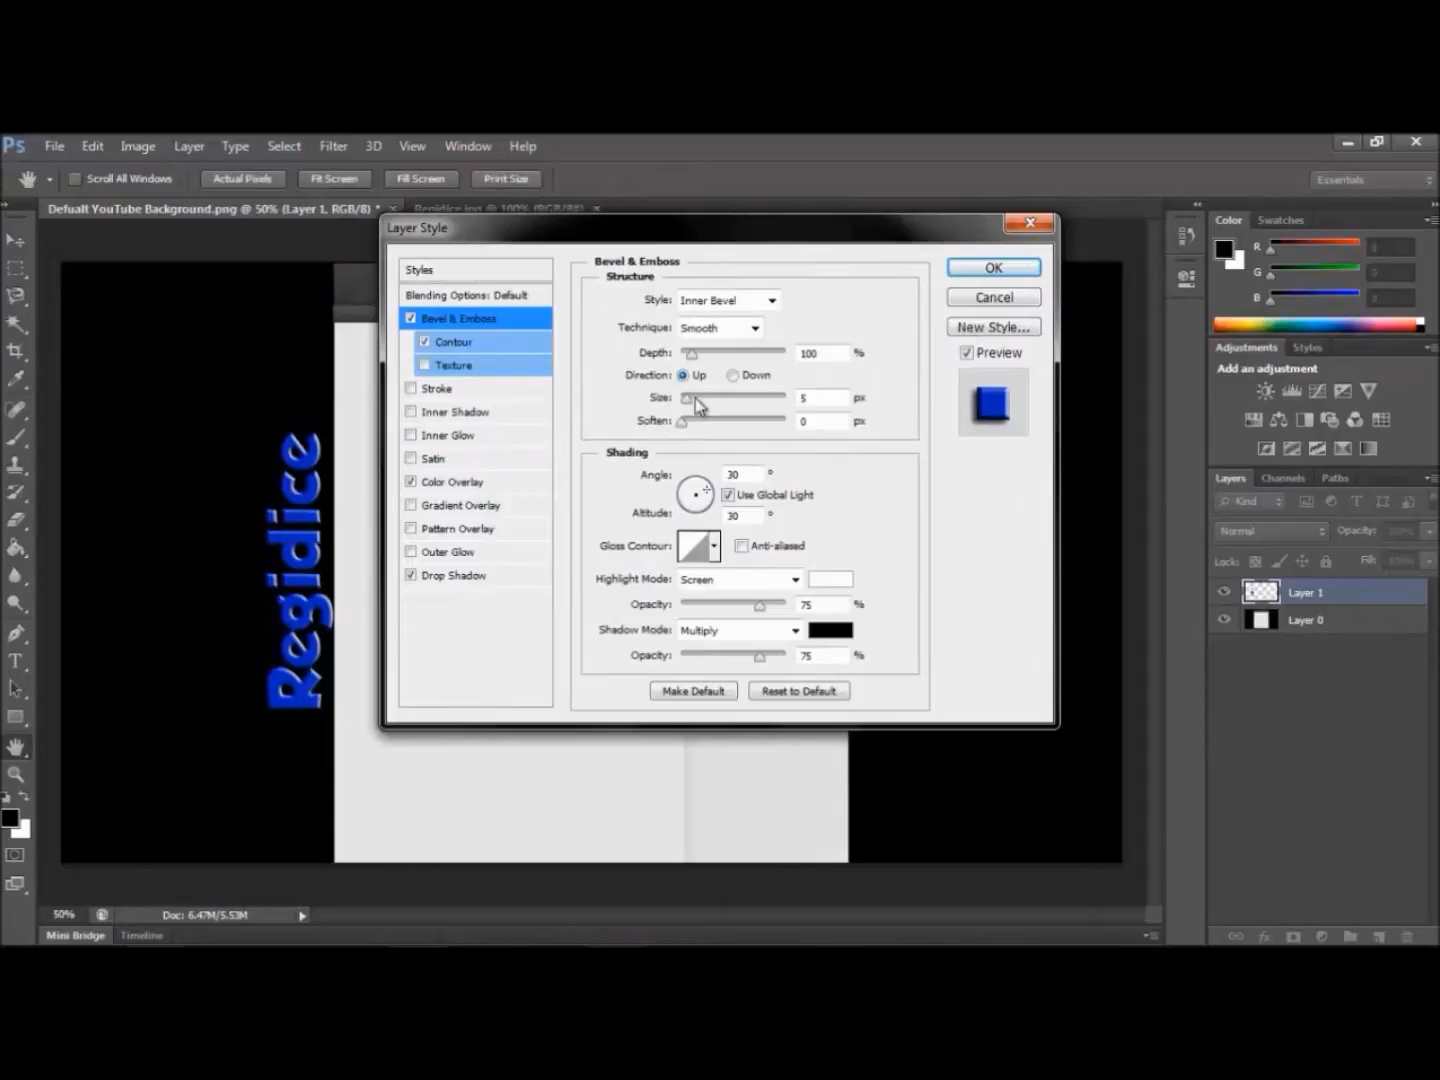 Ps File Edit Image Layer Type Select Filter 3D View Window Help
Scroll All Windows Actual Pixels Fit Screen Fill Screen Print Size Essentials
Defualt YouTube Background.png @ 50% (Layer 1, RGB/8) * Regidice.jpg @ 100% (RGB/8#)
Layer Style
Styles
Blending Options: Default
Bevel & Emboss
Contour
Texture
Stroke
Inner Shadow
Inner Glow
Satin
Color Overlay
Gradient Overlay
Pattern Overlay
Outer Glow
Drop Shadow
Bevel & Emboss
Structure
Style: Inner Bevel
Technique: Smooth
Depth: 100 %
Direction: Up Down
Size: 5 px
Soften: 0 px
Shading
Angle: 30 °
Use Global Light
Altitude: 30 °
Gloss Contour: Anti-aliased
Highlight Mode: Screen
Opacity: 75 %
Shadow Mode: Multiply
Opacity: 75 %
Make Default Reset to Default
OK
Cancel
New Style...
Preview
Regidice
Color Swatches
R
G
B
Adjustments Styles
Add an adjustment
Layers Channels Paths
Kind
Normal Opacity:
Lock: Fill:
Layer 1
Layer 0
50% Doc: 6.47M/5.53M
Mini Bridge Timeline